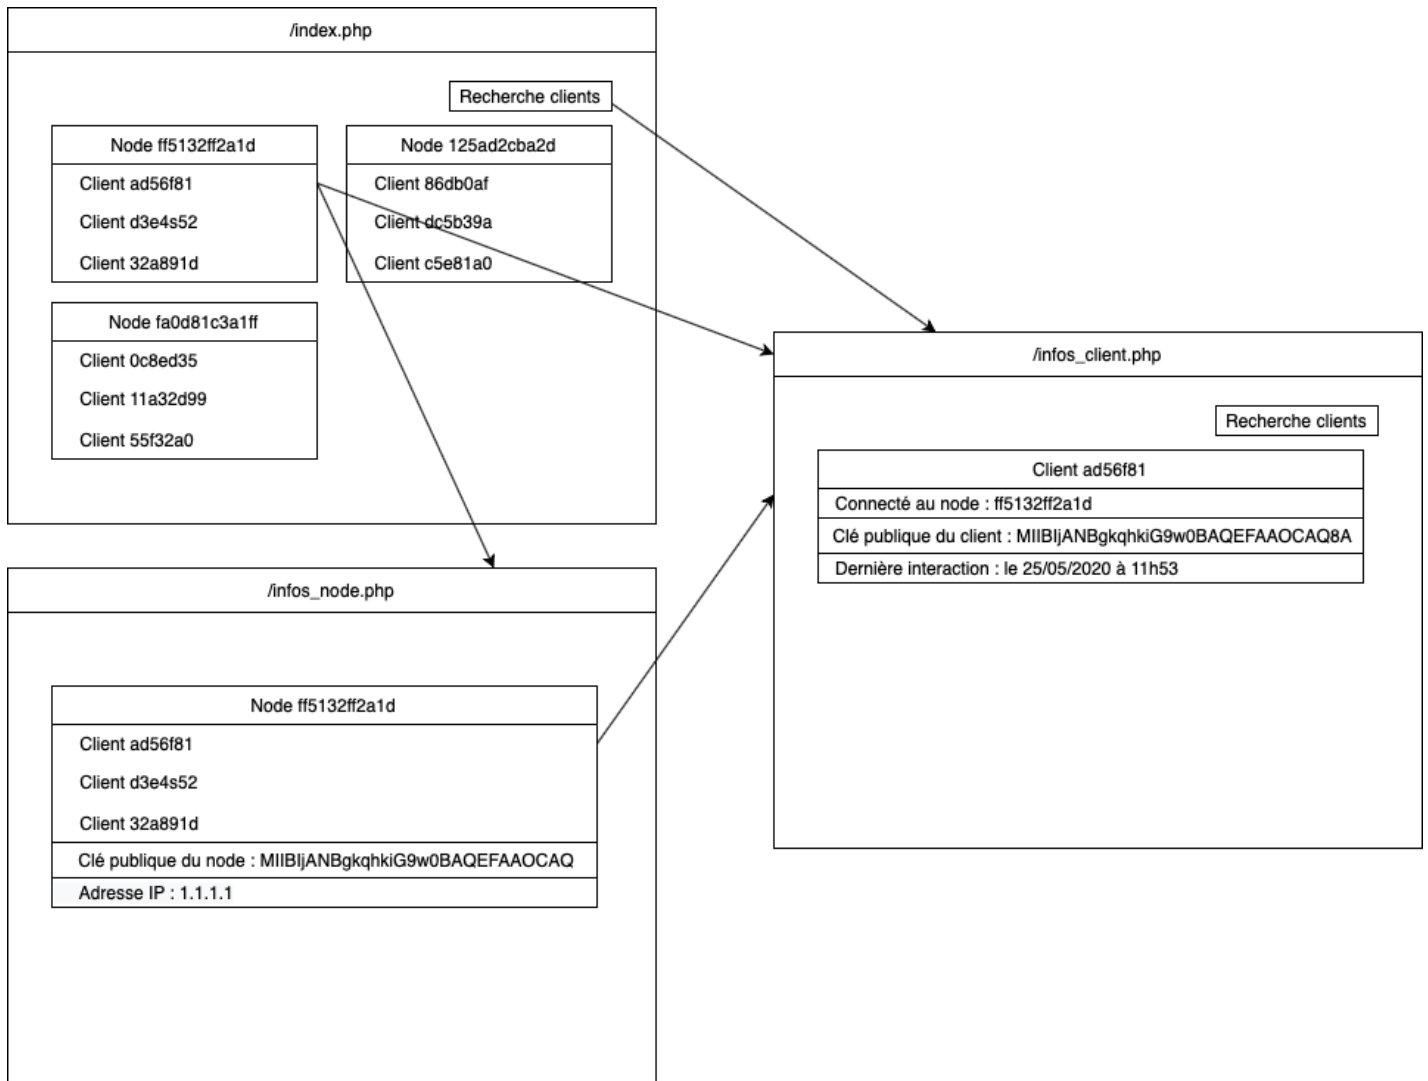 /index.php
Recherche clients
Node ff5132ff2a1d
Client ad56f81
Client d3e4s52
Client 32a891d
Node 125ad2cba2d
Client 86db0af
Client dc5b39a
Client c5e81a0
Node fa0d81c3a1ff
Client 0c8ed35
Client 11a32d99
Client 55f32a0
/infos_client.php
Recherche clients
Client ad56f81
Connecté au node : ff5132ff2a1d
Clé publique du client : MIIBIjANBgkqhkiG9w0BAQEFAAOCAQ8A
Dernière interaction : le 25/05/2020 à 11h53
/infos_node.php
Node ff5132ff2a1d
Client ad56f81
Client d3e4s52
Client 32a891d
Clé publique du node : MIIBIjANBgkqhkiG9w0BAQEFAAOCAQ
Adresse IP : 1.1.1.1